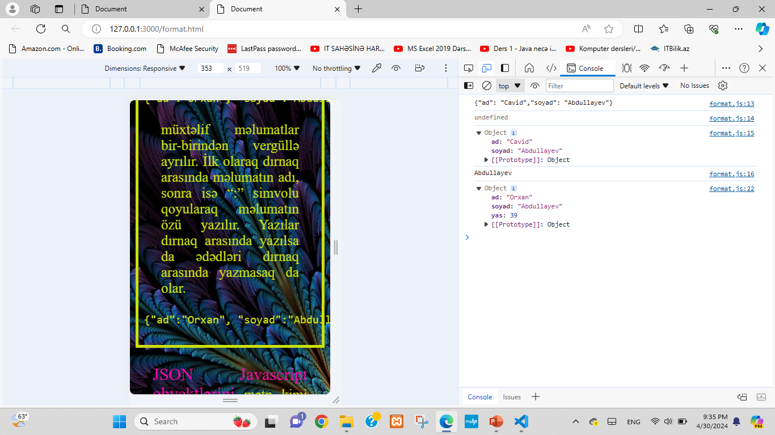 Document
Document
127.0.0.1:3000/format.html
Amazon.com - Onli...
Booking.com
McAfee Security
LastPass password...
IT SAHƏSİNƏ HAR...
MS Excel 2019 Dərs...
Ders 1 - Java necə i...
Komputer dersleri/...
ITBilik.az
Dimensions: Responsive
353
×
519
100%
No throttling
Console
top
Filter
Default levels
No Issues
müxtəlif məlumatlar
bir-birindən vergüllə
ayrılır. İlk olaraq dırnaq
arasında məlumatın adı,
sonra isə “:” simvolu
qoyularaq məlumatın
özü yazılır. Yazılar
dırnaq arasında yazılsa
da ədədləri dırnaq
arasında yazmasaq da
olar.
{"ad":"Orxan", "soyad":"Abdull
JSON Javascript
{"ad": "Cavid","soyad": "Abdullayev"}
format.js:13
undefined
format.js:14
Object
format.js:15
ad: "Cavid"
soyad: "Abdullayev"
[[Prototype]]: Object
Abdullayev
format.js:16
Object
format.js:22
ad: "Orxan"
soyad: "Abdullayev"
yas: 39
[[Prototype]]: Object
Console
Issues
63°
Search
ENG
9:35 PM
4/30/2024